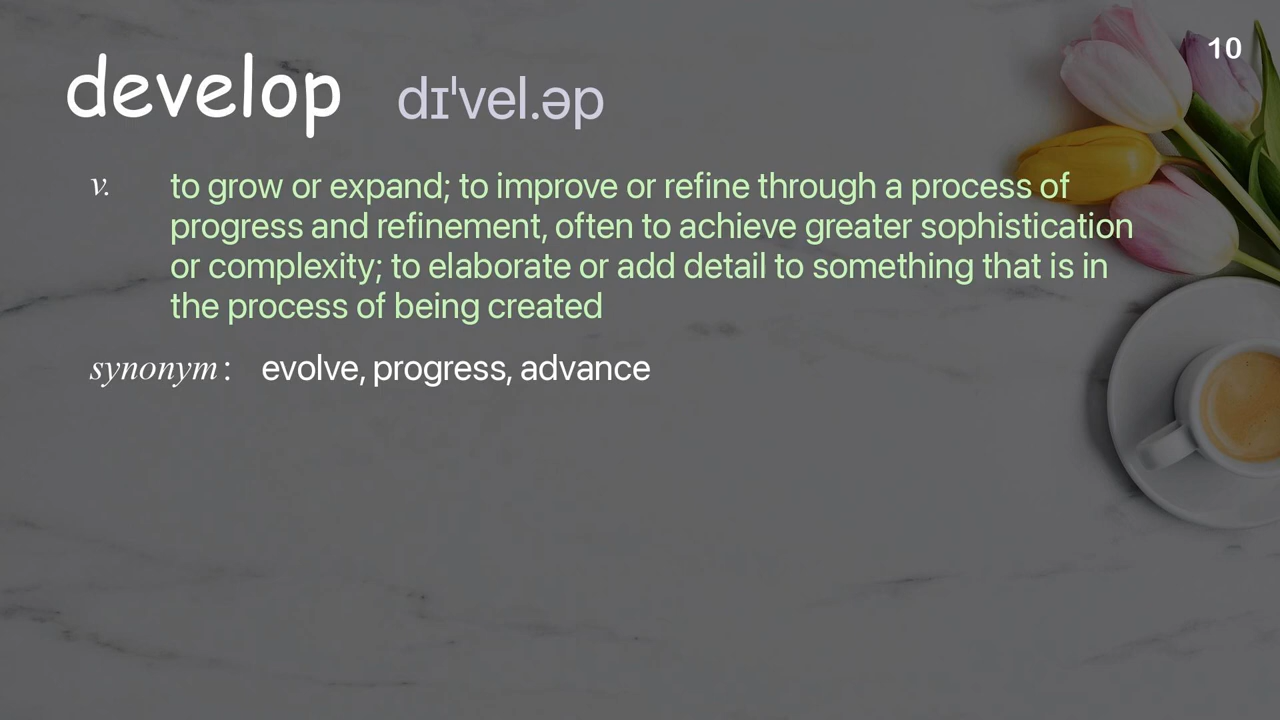 10
develop dɪˈvel.əp
v. to grow or expand; to improve or refine through a process of
progress and refinement, often to achieve greater sophistication
or complexity; to elaborate or add detail to something that is in
the process of being created
synonym : evolve, progress, advance